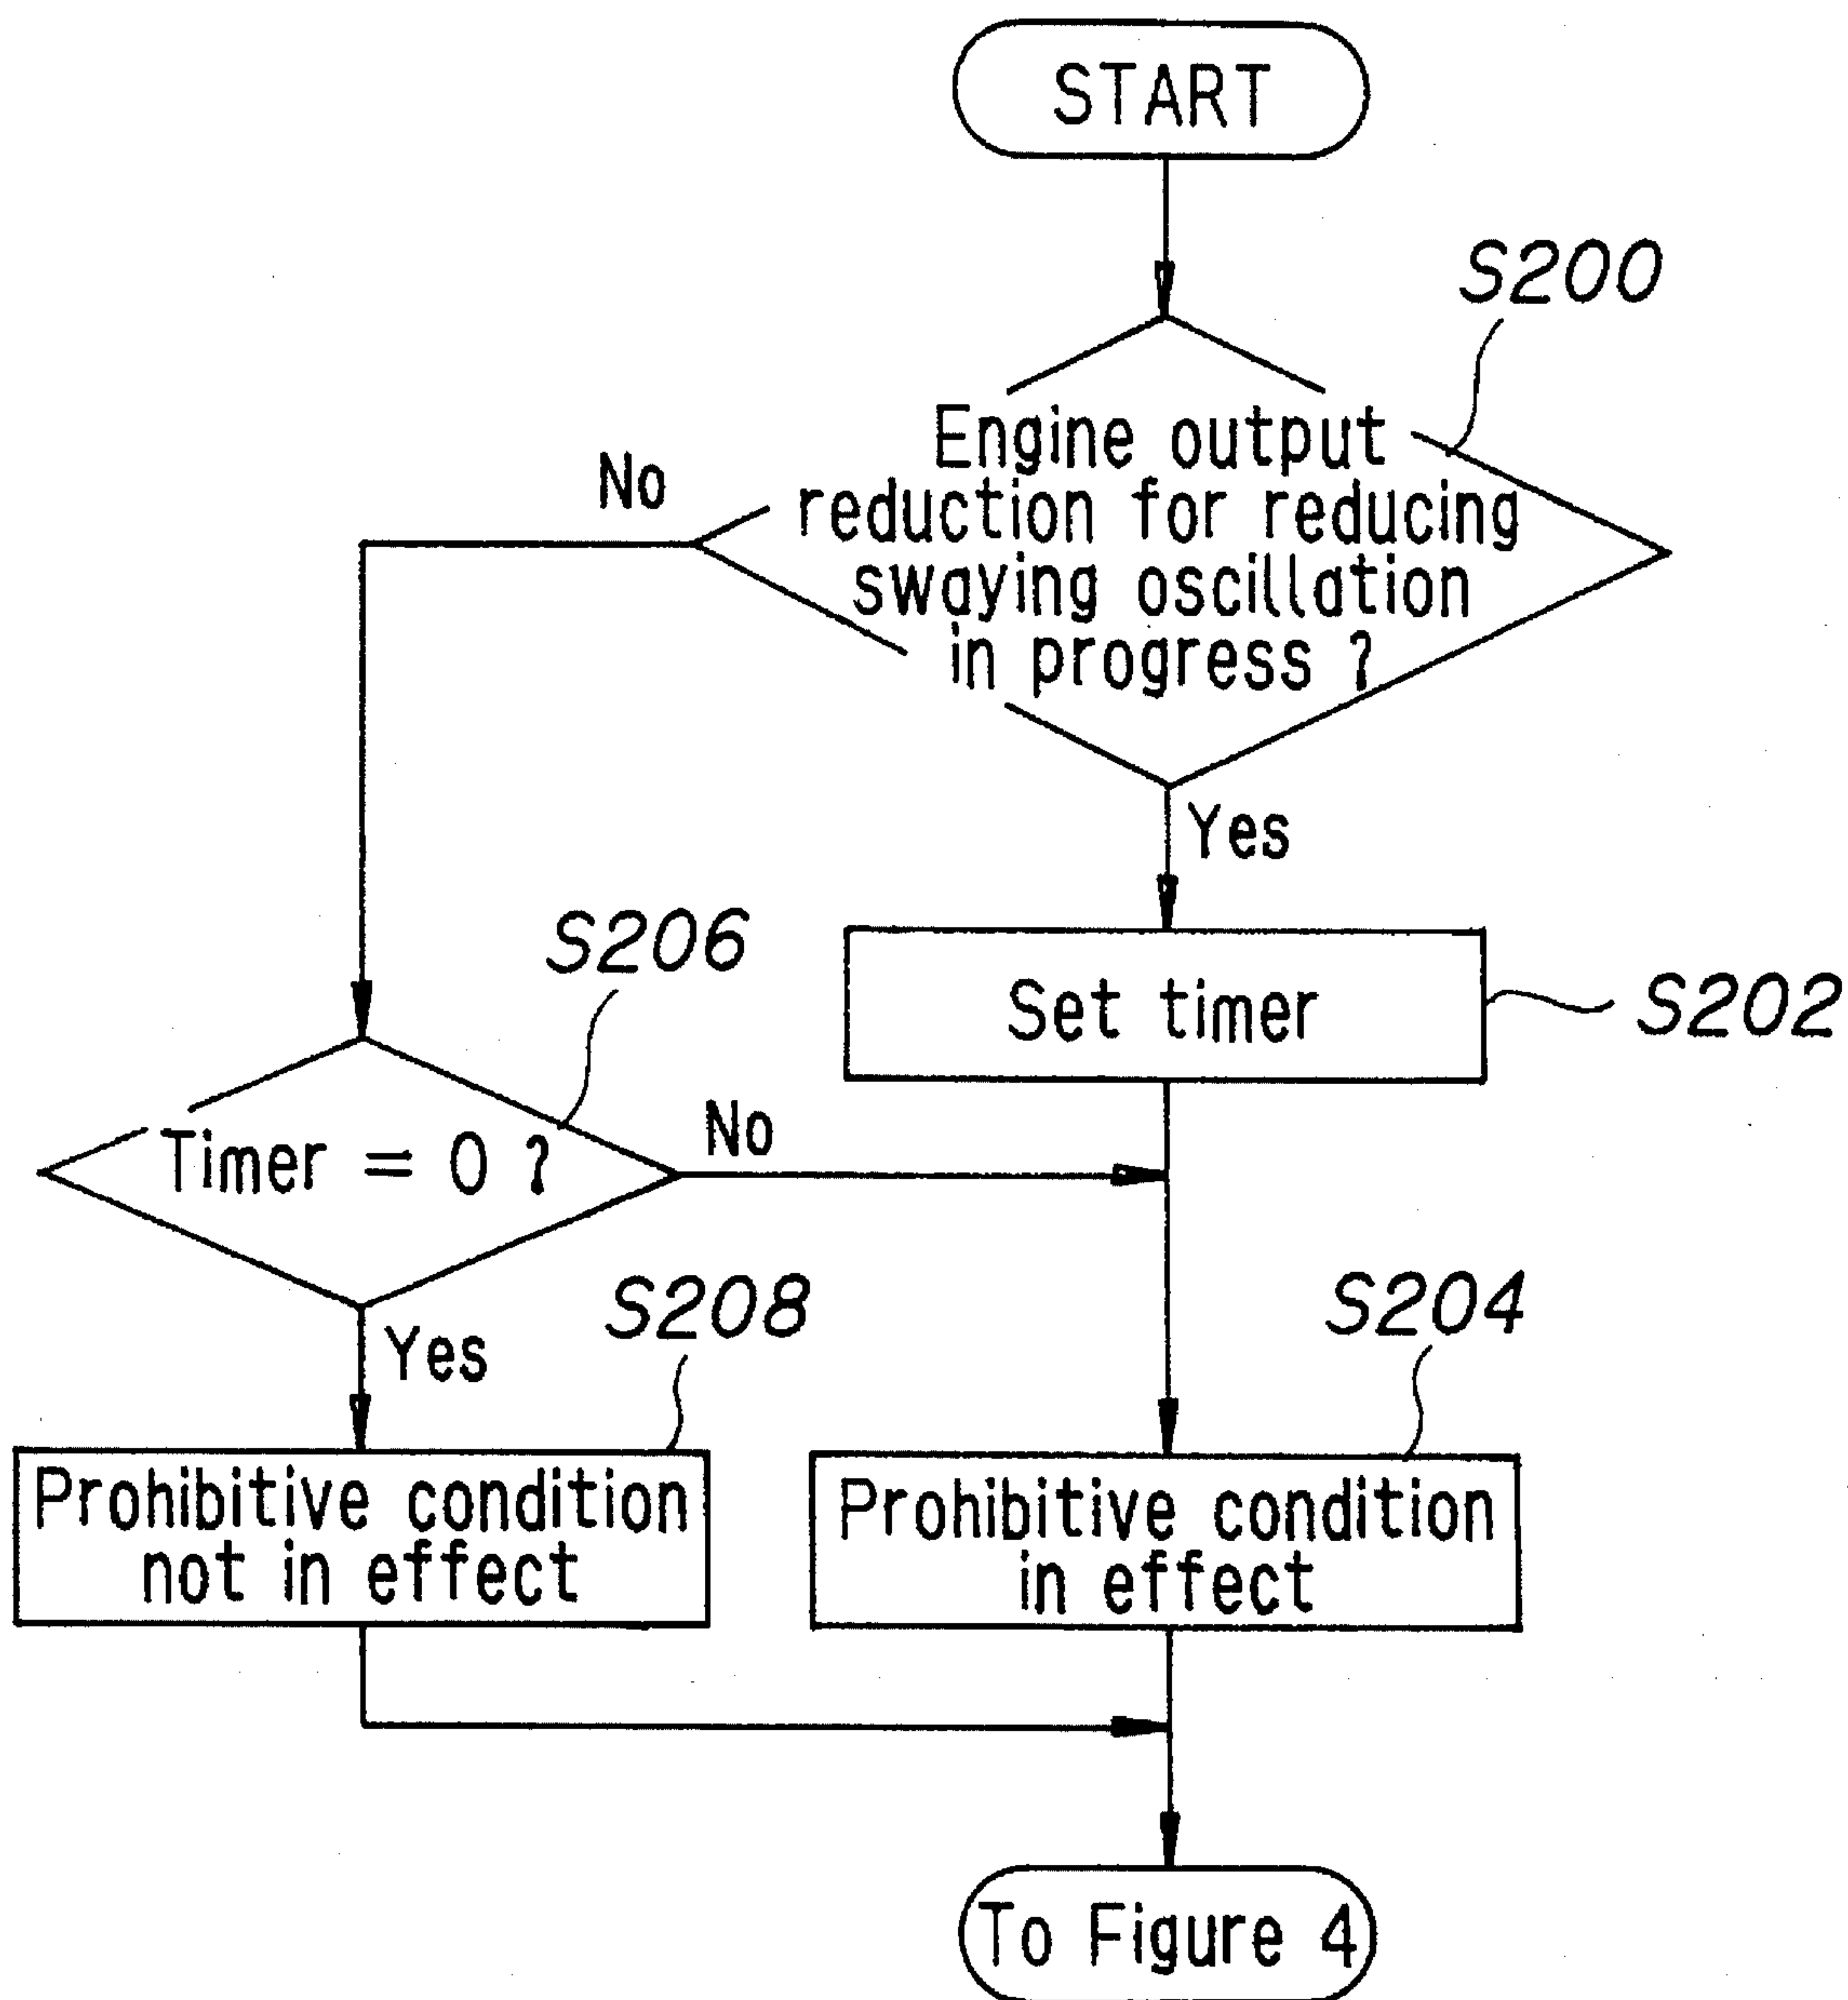 START
S200
Engine output
reduction for reducing
swaying oscillation
in progress ?
No
Yes
S206
Set timer
S202
Timer = 0 ?
No
S208
S204
Yes
Prohibitive condition
not in effect
Prohibitive condition
in effect
To Figure 4